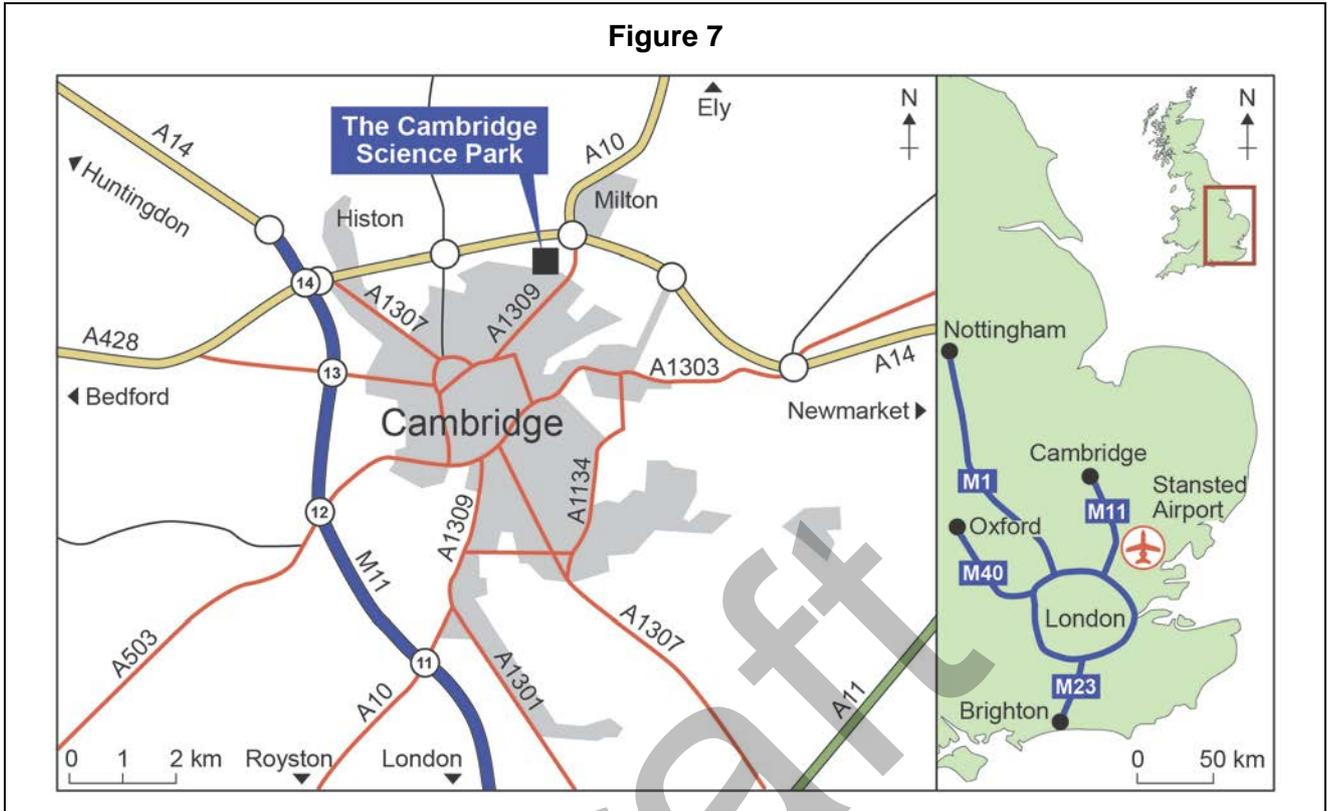 Figure 7
A14
Huntingdon
The Cambridge
Science Park
A10
Ely
N
Histon
Milton
14
A1307
A1309
A428
13
A1303
A14
Bedford
Cambridge
Newmarket
12
A1309
A1134
M11
A503
A1307
11
A10
A1301
A11
0 1 2 km
Royston
London
N
Nottingham
Cambridge
M1
Stansted
Airport
M11
Oxford
M40
London
M23
Brighton
0 50 km